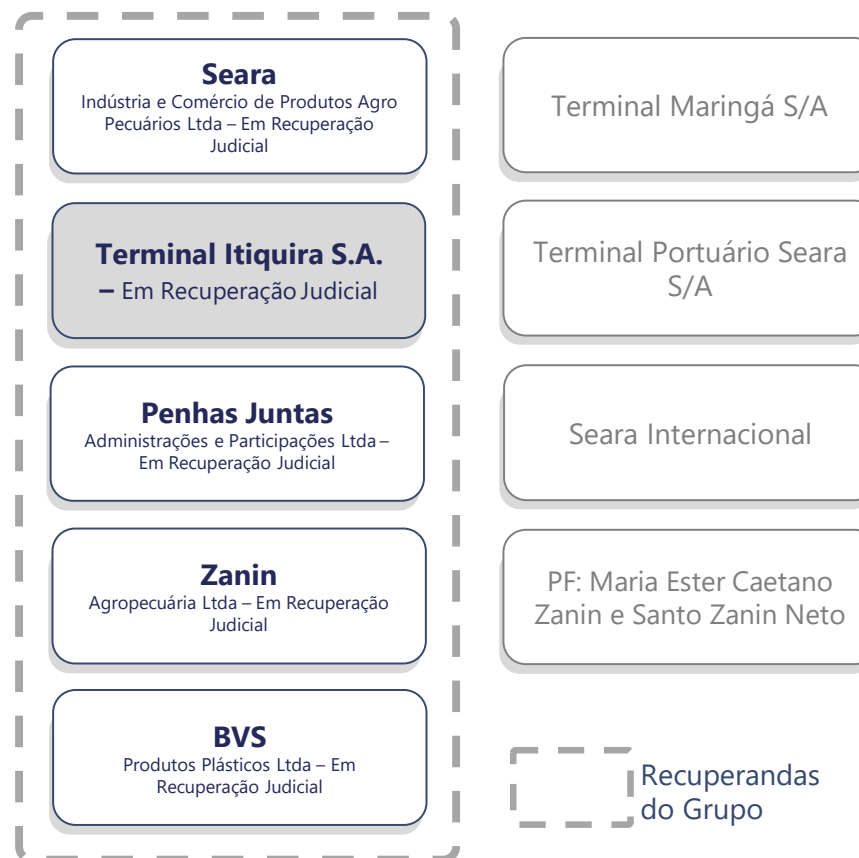 Seara
Indústria e Comércio de Produtos Agro
Pecuários Ltda – Em Recuperação
Judicial
Terminal Itiquira S.A.
– Em Recuperação Judicial
Penhas Juntas
Administrações e Participações Ltda –
Em Recuperação Judicial
Zanin
Agropecuária Ltda – Em Recuperação
Judicial
BVS
Produtos Plásticos Ltda – Em
Recuperação Judicial
Terminal Maringá S/A
Terminal Portuário Seara
S/A
Seara Internacional
PF: Maria Ester Caetano
Zanin e Santo Zanin Neto
Recuperandas
do Grupo